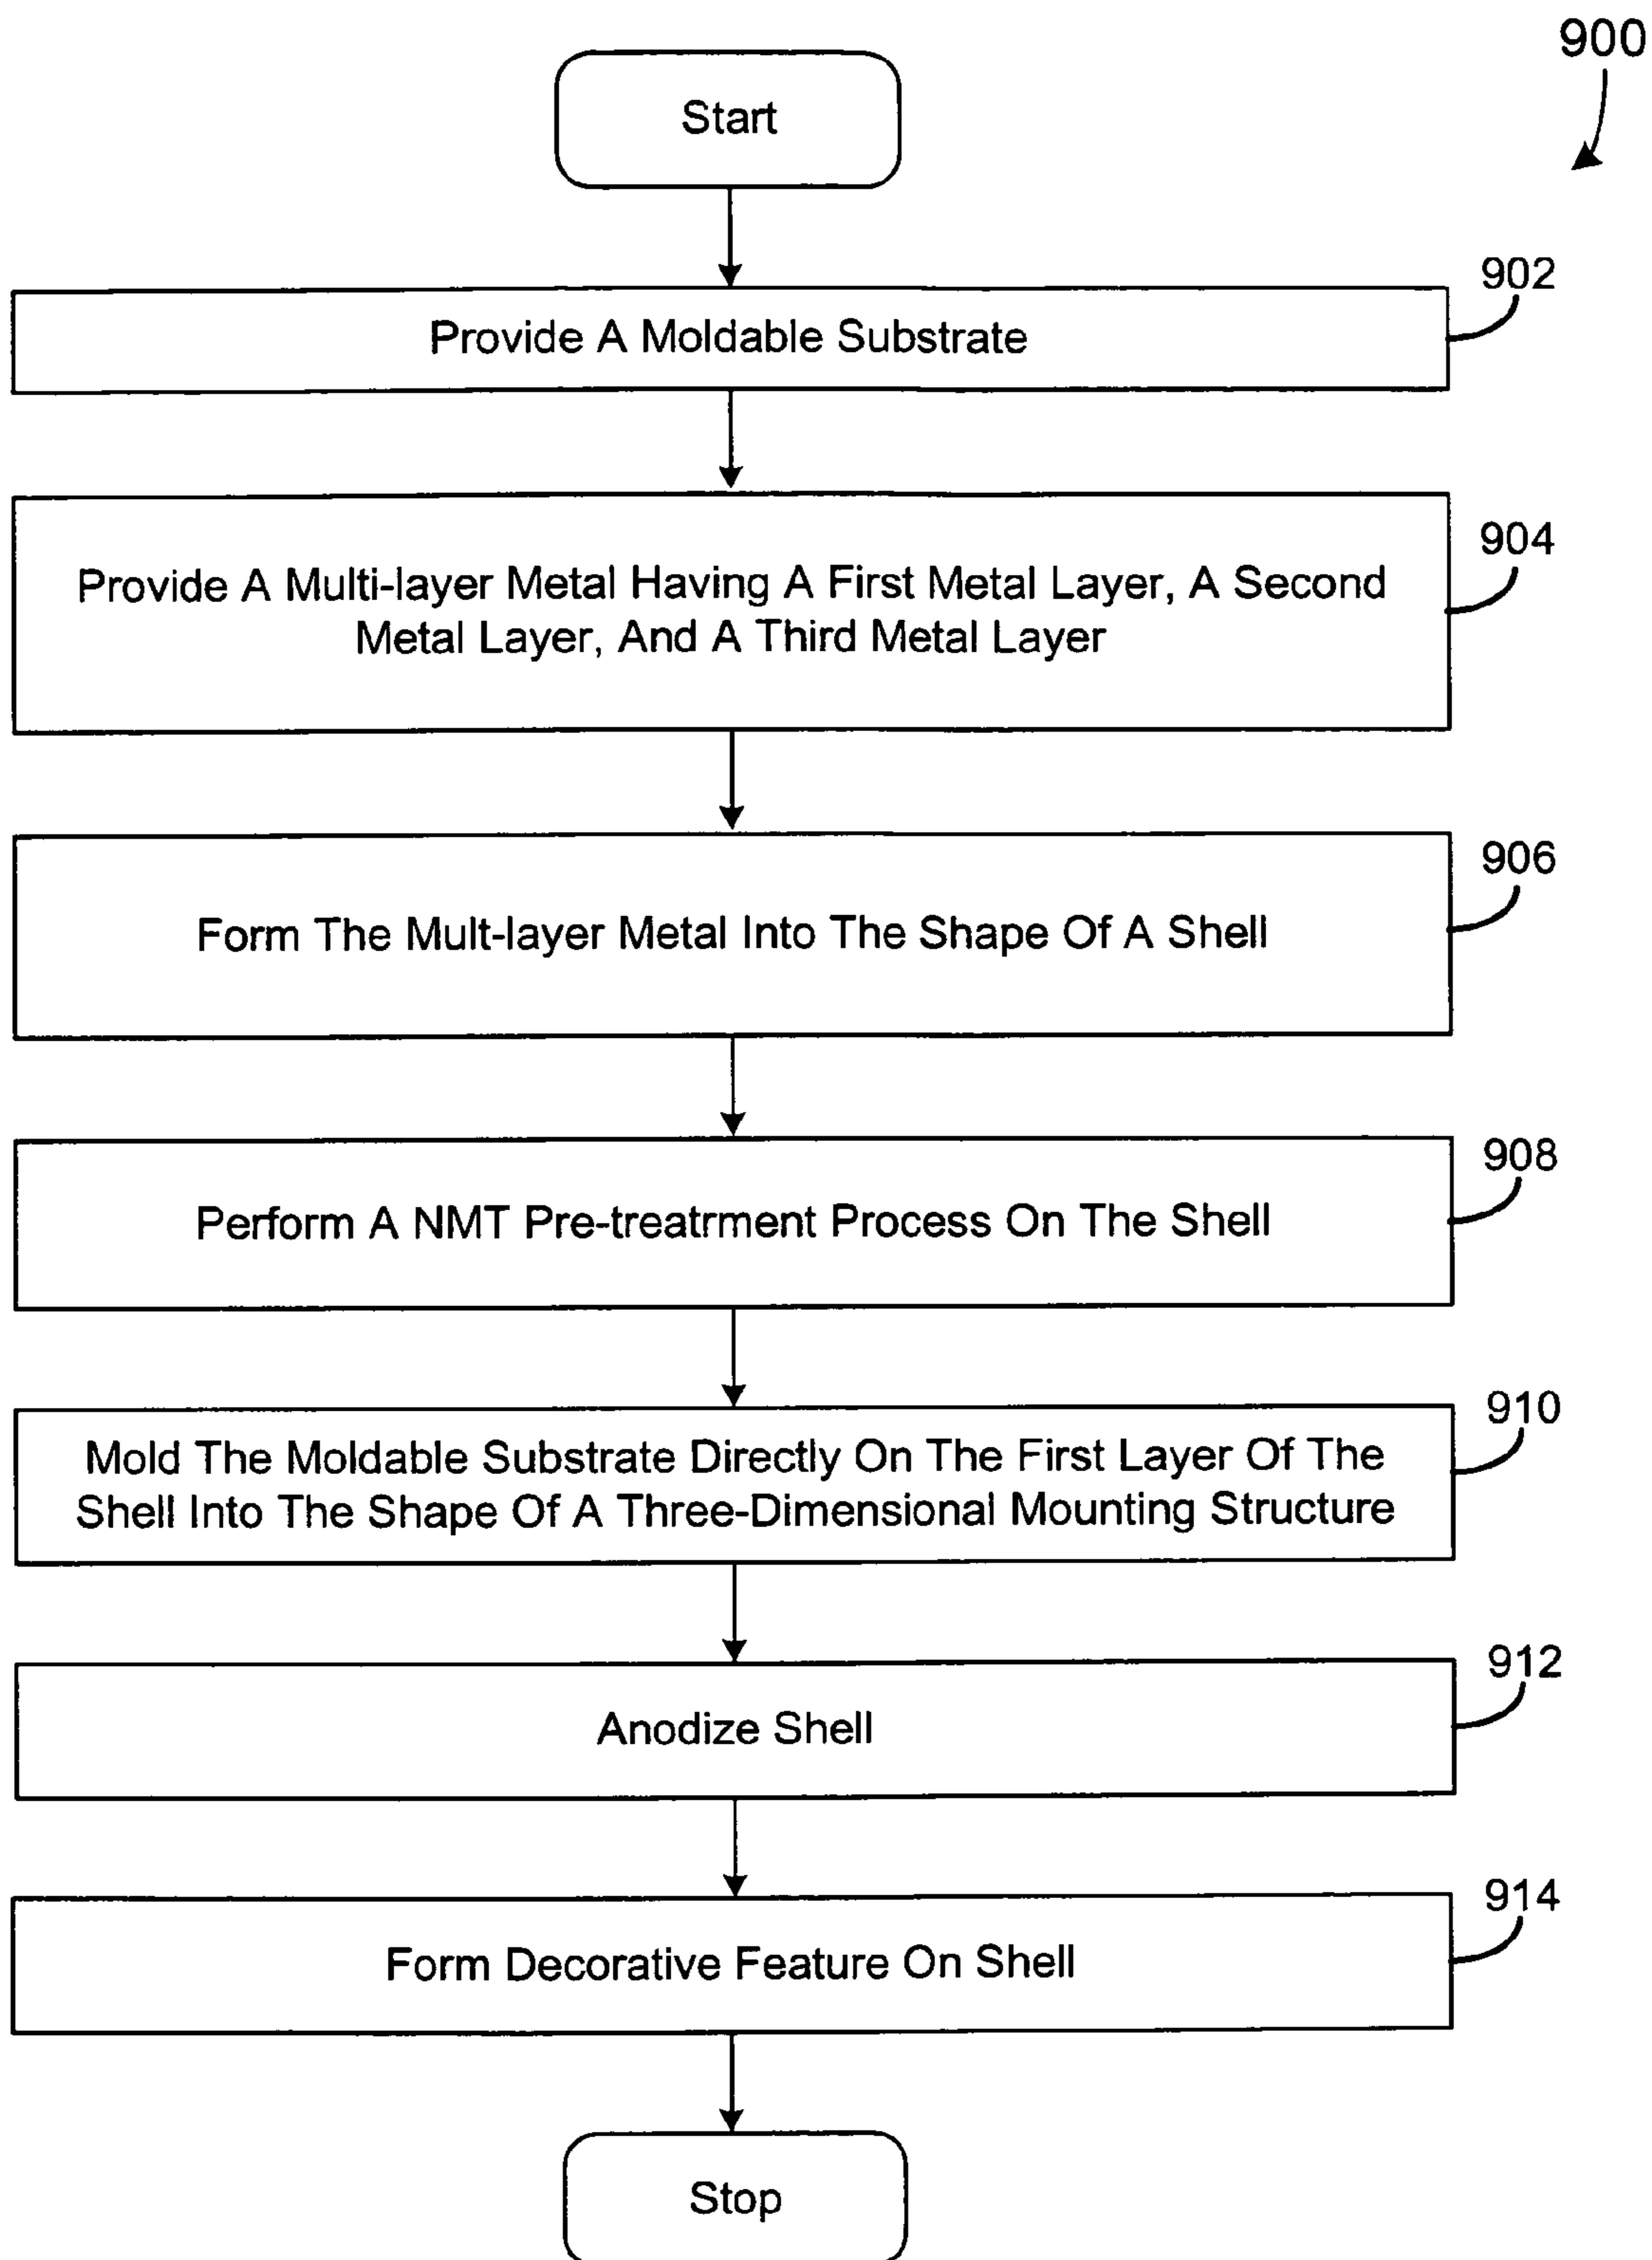 900
Start
902
Provide A Moldable Substrate
904
Provide A Multi-layer Metal Having A First Metal Layer, A Second
Metal Layer, And A Third Metal Layer
906
Form The Mult-layer Metal Into The Shape Of A Shell
908
Perform A NMT Pre-treatrment Process On The Shell
910
Mold The Moldable Substrate Directly On The First Layer Of The
Shell Into The Shape Of A Three-Dimensional Mounting Structure
912
Anodize Shell
914
Form Decorative Feature On Shell
Stop